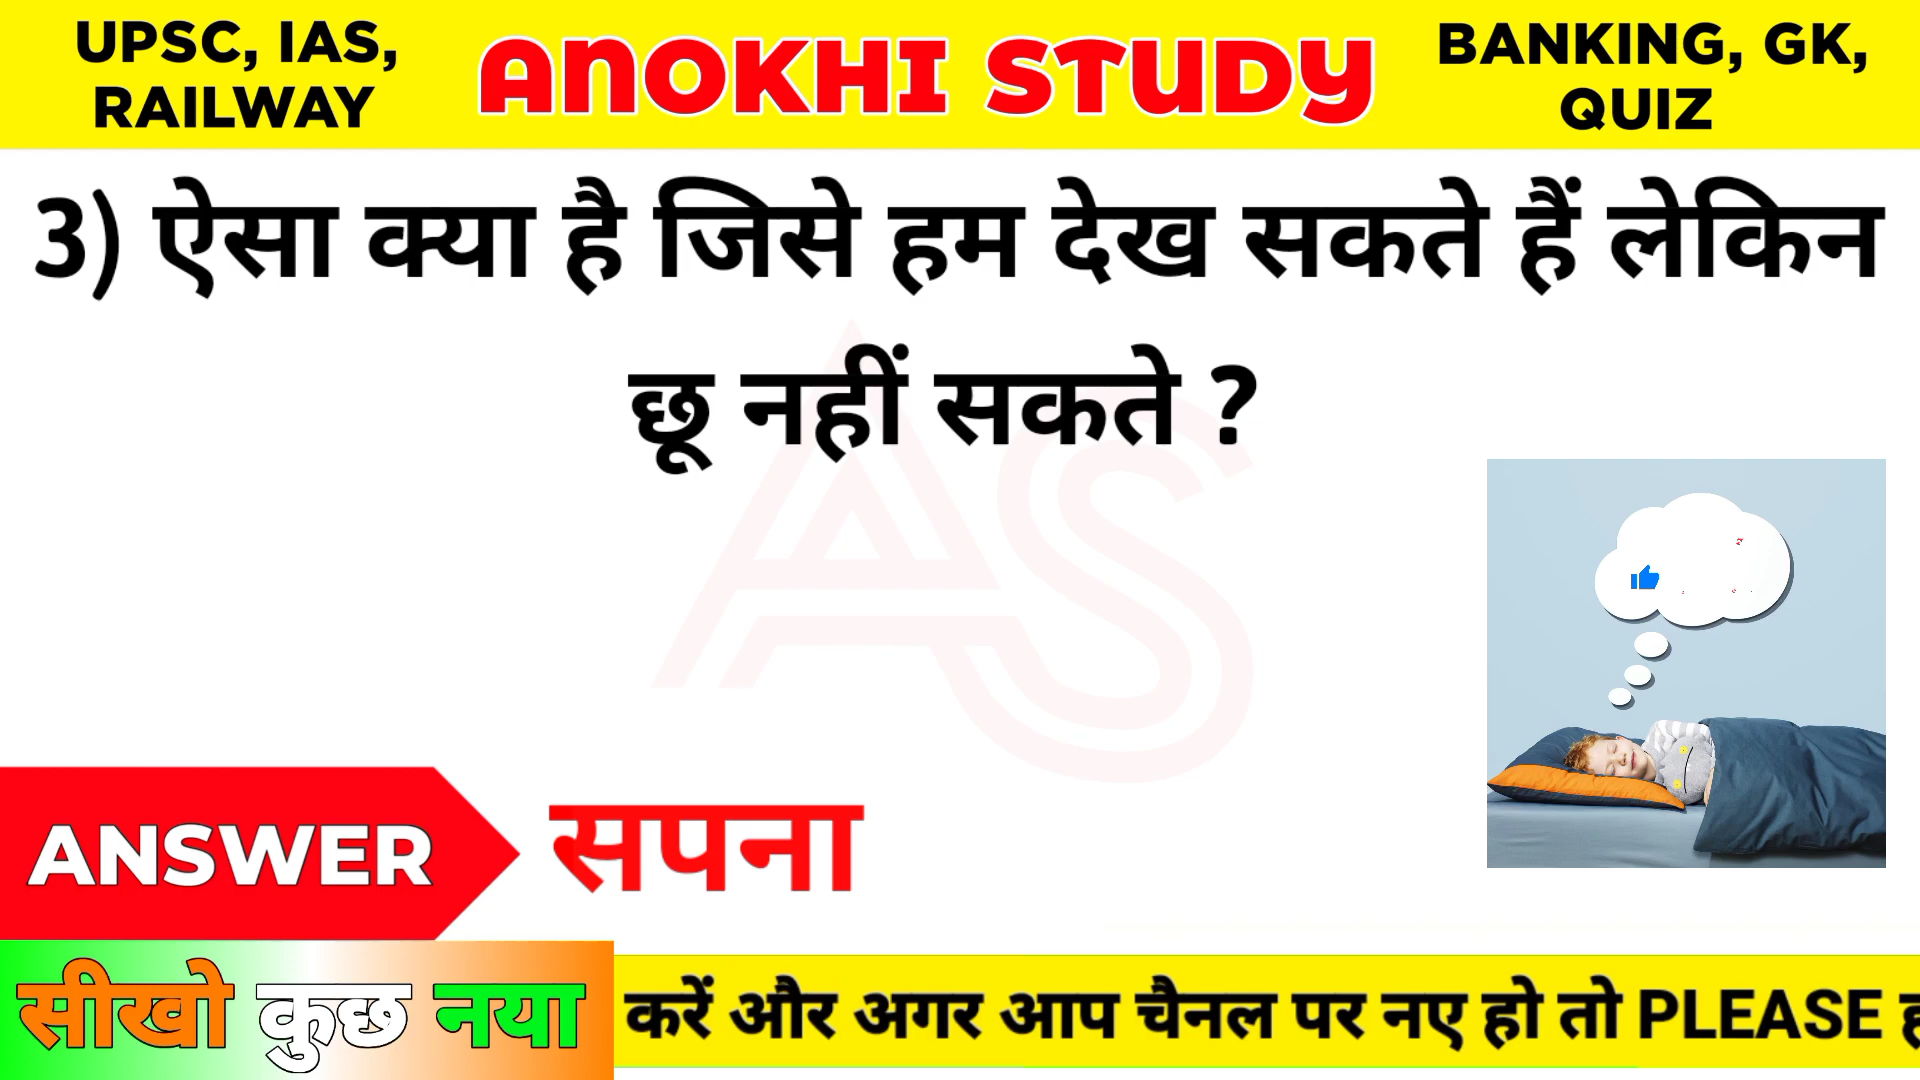 UPSC, IAS,
RAILWAY
ANOKHI STUDY
BANKING, GK,
QUIZ
3) ऐसा क्या है जिसे हम देख सकते हैं लेकिन
छू नहीं सकते ?
AS
ANSWER
सपना
सीखो कुछ नया
करें और अगर आप चैनल पर नए हो तो PLEASE